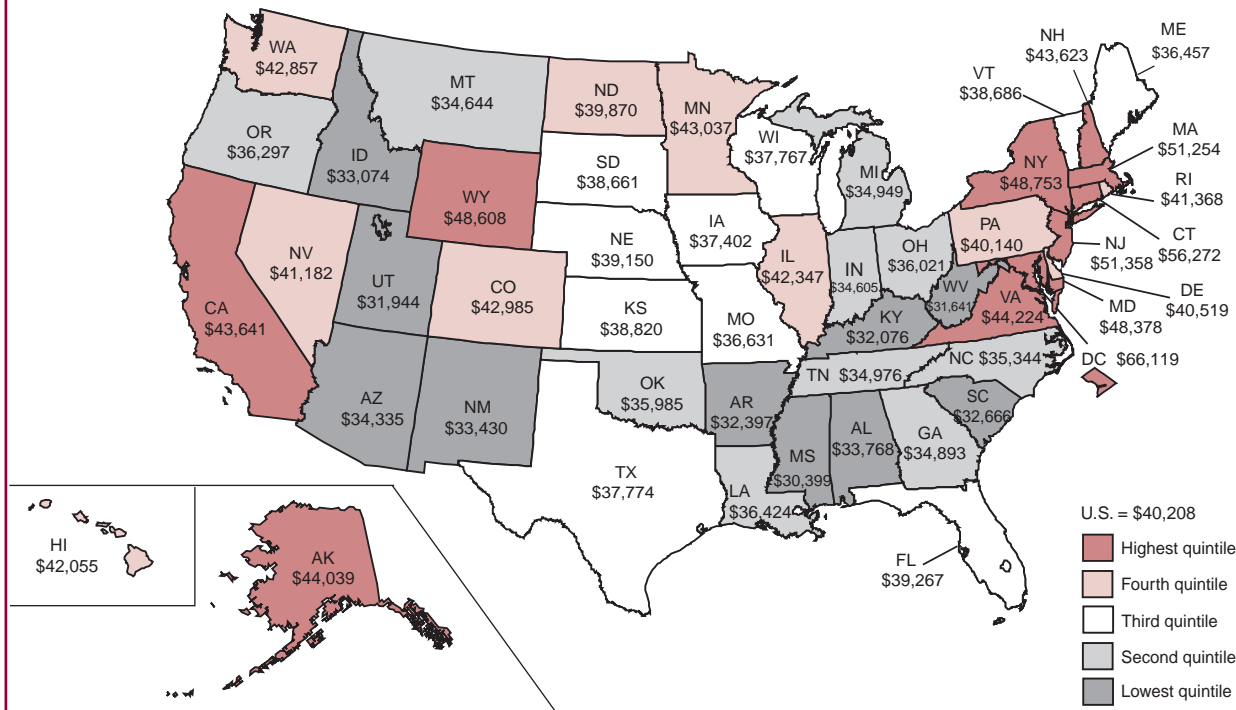 WA
$42,857
MT
$34,644
ND
$39,870
MN
$43,037
NH
$43,623
ME
$36,457
VT
$38,686
OR
$36,297
ID
$33,074
WY
$48,608
SD
$38,661
WI
$37,767
MI
$34,949
NY
$48,753
MA
$51,254
RI
$41,368
CT
$56,272
NJ
$51,358
DE
$40,519
MD
$48,378
DC $66,119
CA
$43,641
NV
$41,182
UT
$31,944
CO
$42,985
NE
$39,150
IA
$37,402
KS
$38,820
MO
$36,631
IL
$42,347
IN
$34,605
OH
$36,021
PA
$40,140
WV
$31,641
VA
$44,224
KY
$32,076
NC $35,344
TN $34,976
AZ
$34,335
NM
$33,430
OK
$35,985
AR
$32,397
SC
$32,666
MS
$30,399
AL
$33,768
GA
$34,893
TX
$37,774
LA
$36,424
FL
$39,267
HI
$42,055
AK
$44,039
U.S. = $40,208
Highest quintile
Fourth quintile
Third quintile
Second quintile
Lowest quintile